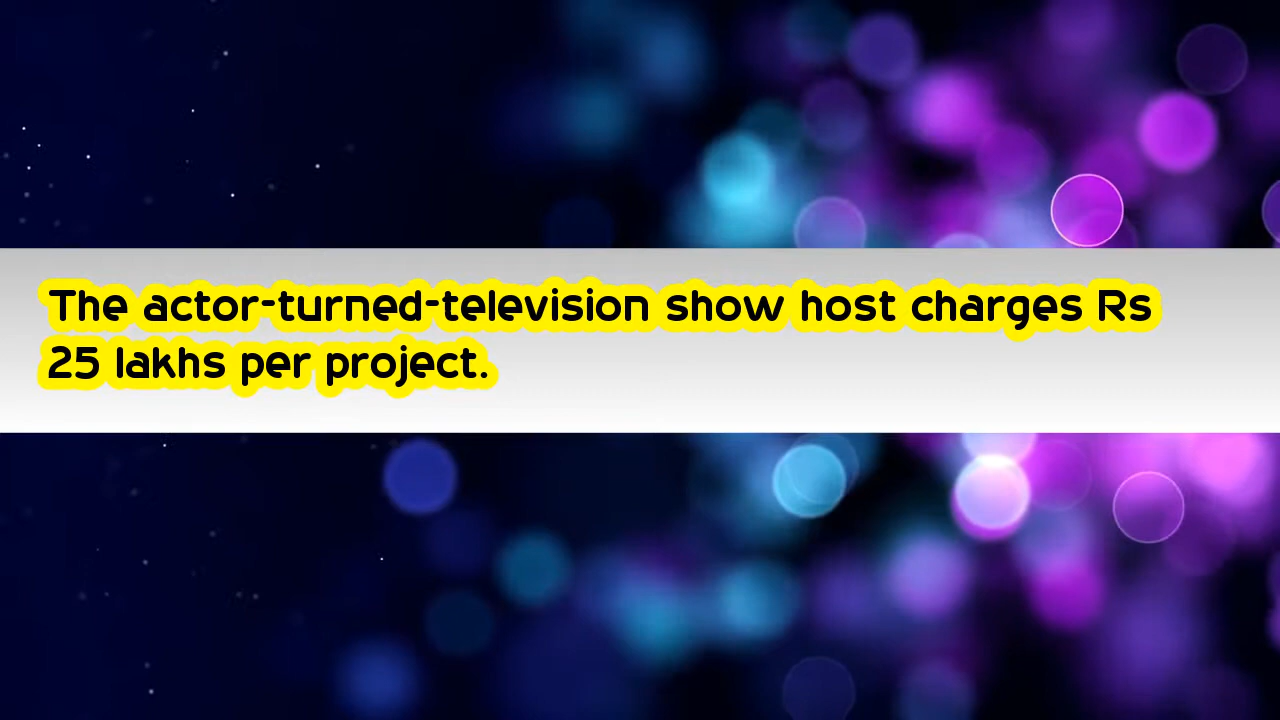 The actor-turned-television show host charges Rs
25 lakhs per project.